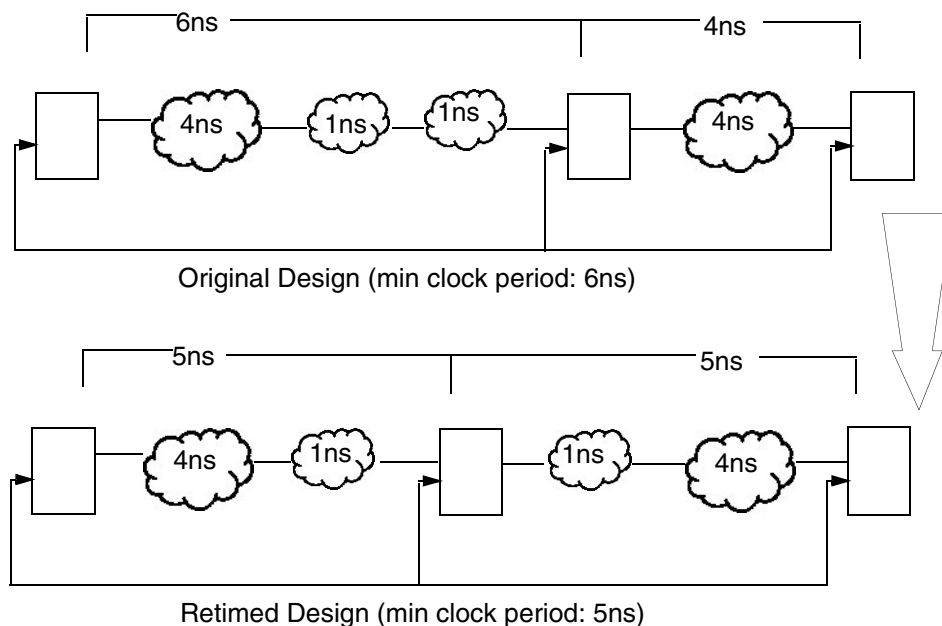 6ns 4ns
4ns 1ns 1ns 4ns
Original Design (min clock period: 6ns)
5ns 5ns
4ns 1ns 1ns 4ns
Retimed Design (min clock period: 5ns)